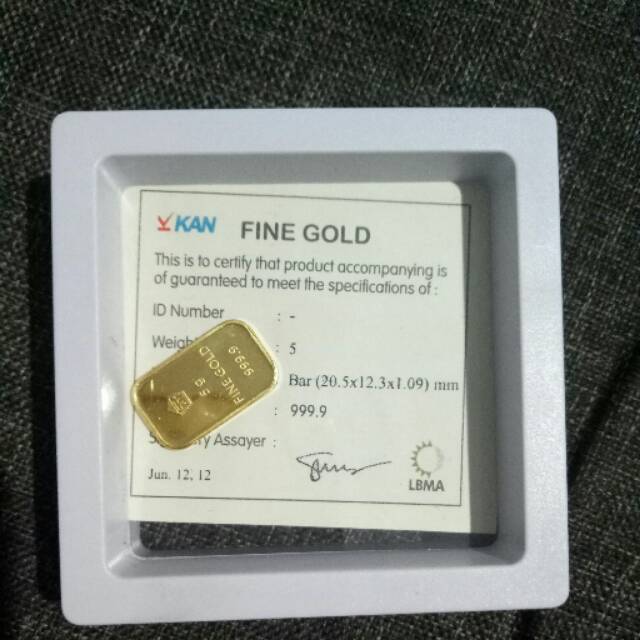 KAN FINE GOLD
This is to certify that product accompanying is
of guaranteed to meet the specifications of :
ID Number : -
: 5
Bar (20.5x12.3x1.09) mm
: 999.9
Assayer :
Jun. 12, 12
LBMA
5 g
FINE GOLD
999.9